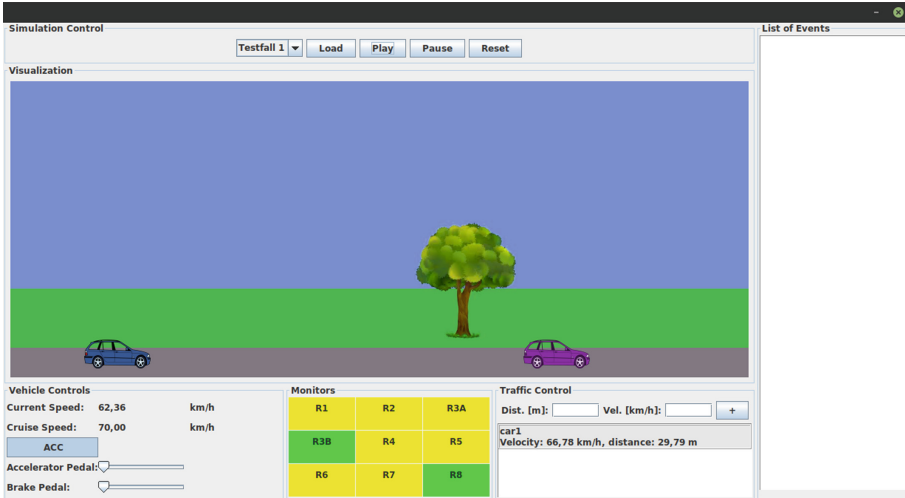 Simulation Control
Testfall 1 Load Play Pause Reset
Visualization
List of Events
Vehicle Controls
Current Speed: 62,36 km/h
Cruise Speed: 70,00 km/h
ACC
Accelerator Pedal:
Brake Pedal:
Monitors
R1 R2 R3A
R3B R4 R5
R6 R7 R8
Traffic Control
Dist. [m]: Vel. [km/h]: +
car1
Velocity: 66,78 km/h, distance: 29,79 m